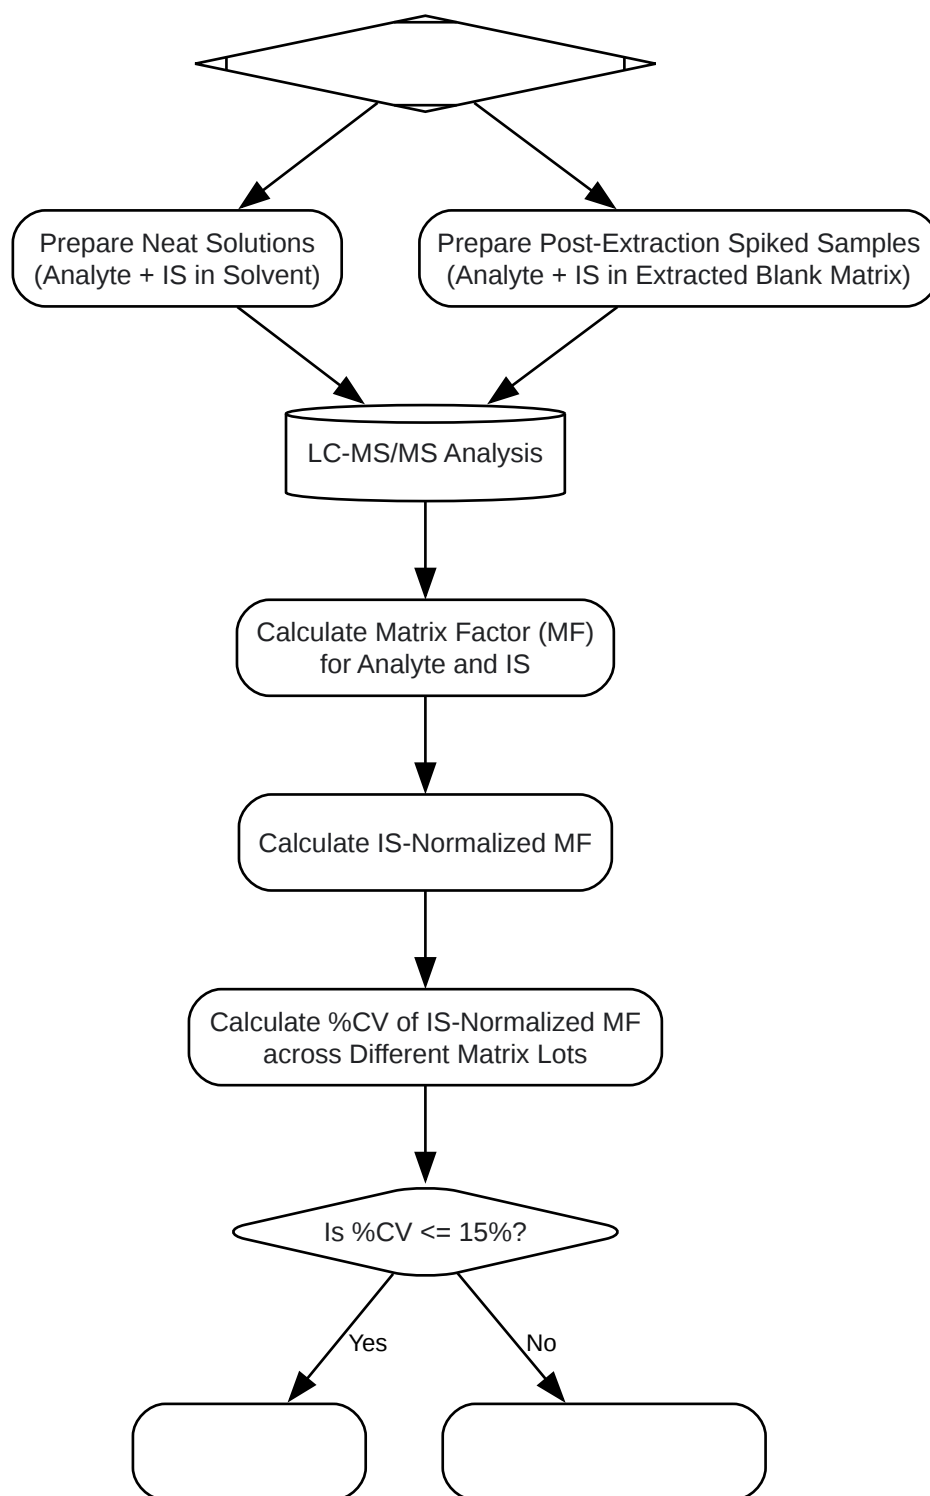 Prepare Neat Solutions
(Analyte + IS in Solvent)
Prepare Post-Extraction Spiked Samples
(Analyte + IS in Extracted Blank Matrix)
LC-MS/MS Analysis
Calculate Matrix Factor (MF)
for Analyte and IS
Calculate IS-Normalized MF
Calculate %CV of IS-Normalized MF
across Different Matrix Lots
Is %CV <= 15%?
Yes
No